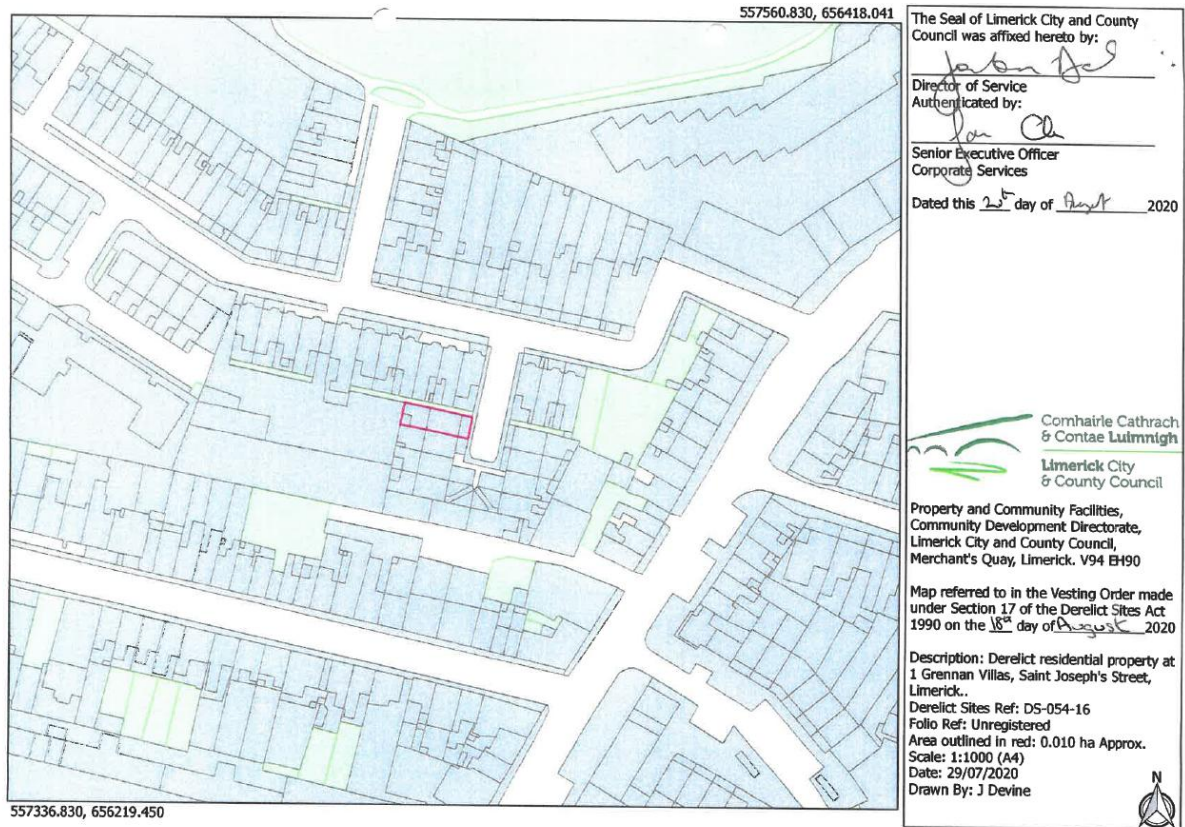 557560.830, 656418.041
The Seal of Limerick City and County
Council was affixed hereto by:
Director of Service
Authenticated by:
Senior Executive Officer
Corporate Services
Dated this day of August 2020
Comhairle Cathrach
& Contae Luimnigh
Limerick City
& County Council
Property and Community Facilities,
Community Development Directorate,
Limerick City and County Council,
Merchant's Quay, Limerick. V94 EH90
Map referred to in the Vesting Order made
under Section 17 of the Derelict Sites Act
1990 on the 18th day of August 2020
Description: Derelict residential property at
1 Grennan Villas, Saint Joseph's Street,
Limerick..
Derelict Sites Ref: DS-054-16
Folio Ref: Unregistered
Area outlined in red: 0.010 ha Approx.
Scale: 1:1000 (A4)
Date: 29/07/2020
Drawn By: J Devine
N
557336.830, 656219.450